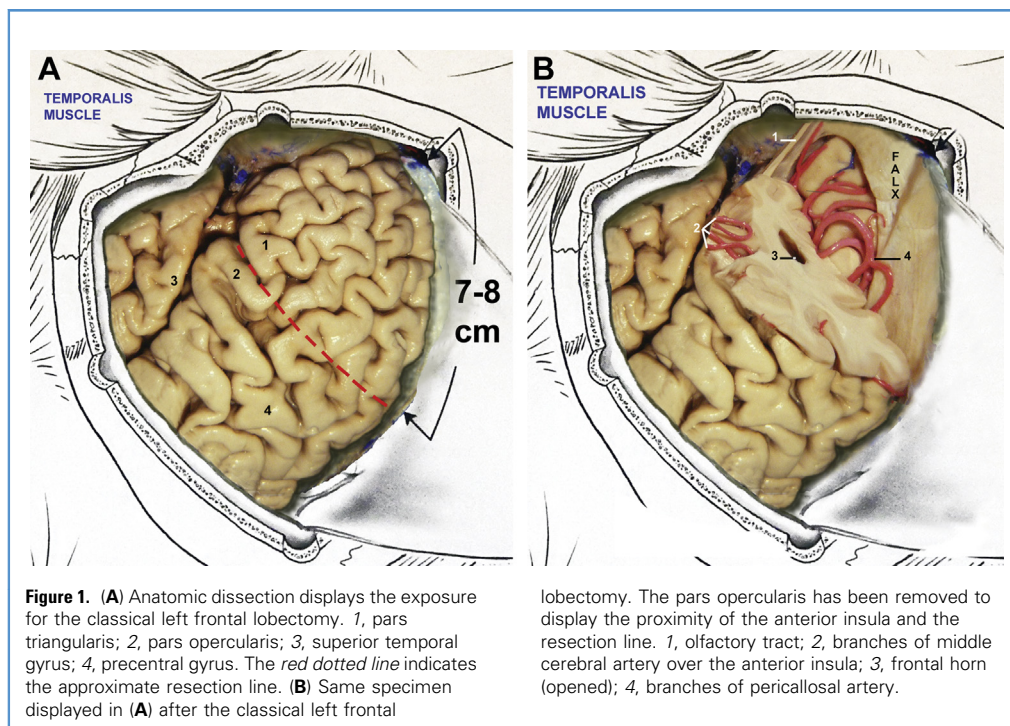 A
TEMPORALIS
MUSCLE
1
2
3
4
7-8
cm
B
TEMPORALIS
MUSCLE
1
2
3
4
FALX
Figure 1. (A) Anatomic dissection displays the exposure
for the classical left frontal lobectomy. 1, pars
triangularis; 2, pars opercularis; 3, superior temporal
gyrus; 4, precentral gyrus. The red dotted line indicates
the approximate resection line. (B) Same specimen
displayed in (A) after the classical left frontal
lobectomy. The pars opercularis has been removed to
display the proximity of the anterior insula and the
resection line. 1, olfactory tract; 2, branches of middle
cerebral artery over the anterior insula; 3, frontal horn
(opened); 4, branches of pericallosal artery.